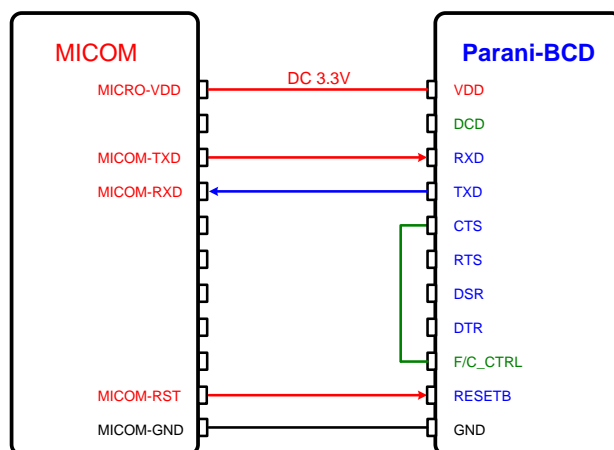 MICOM
Parani-BCD
MICRO-VDD
DC 3.3V
VDD
DCD
MICOM-TXD
RXD
MICOM-RXD
TXD
CTS
RTS
DSR
DTR
F/C_CTRL
MICOM-RST
RESETB
MICOM-GND
GND